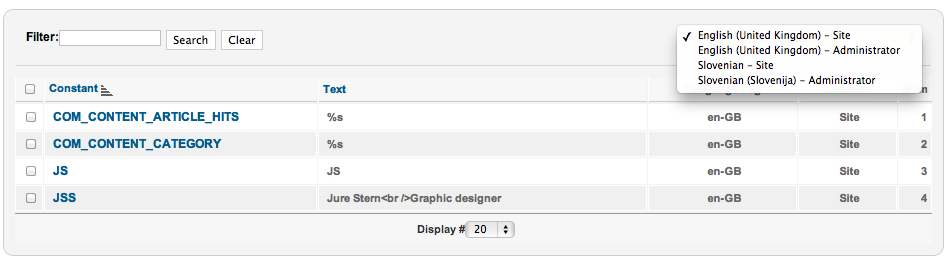 Filter: Search Clear
✓ English (United Kingdom) – Site
English (United Kingdom) – Administrator
Slovenian – Site
Slovenian (Slovenija) – Administrator
Constant Text
COM_CONTENT_ARTICLE_HITS %s en-GB Site 1
COM_CONTENT_CATEGORY %s en-GB Site 2
JS JS en-GB Site 3
JSS Jure Stern<br />Graphic designer en-GB Site 4
Display # 20